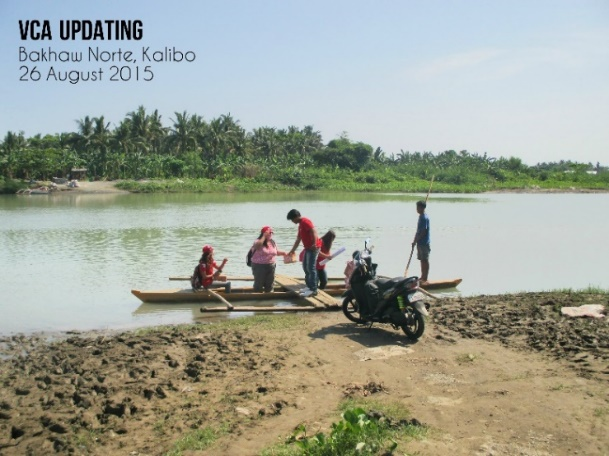 VCA UPDATING
Bakhaw Norte, Kalibo
26 August 2015